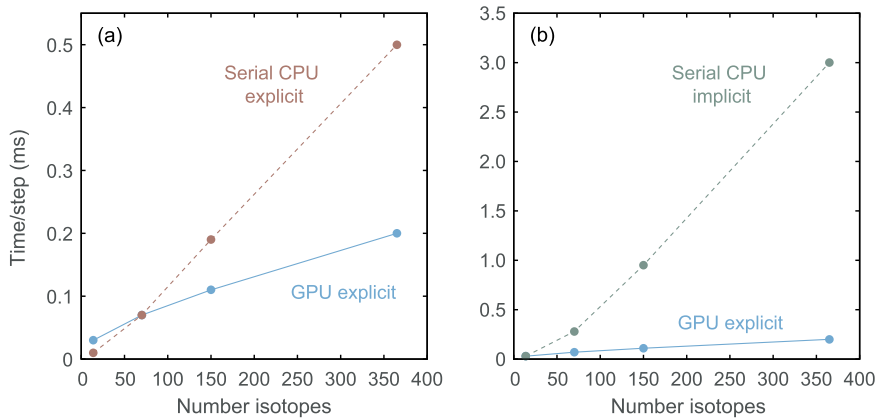 (a)
Serial CPU
explicit
GPU explicit
0.5
0.4
0.3
0.2
0.1
0
0 50 100 150 200 250 300 350 400
Time/step (ms)
Number isotopes
(b)
Serial CPU
implicit
GPU explicit
3.5
3.0
2.5
2.0
1.5
1.0
0.5
0
0 50 100 150 200 250 300 350 400
Number isotopes